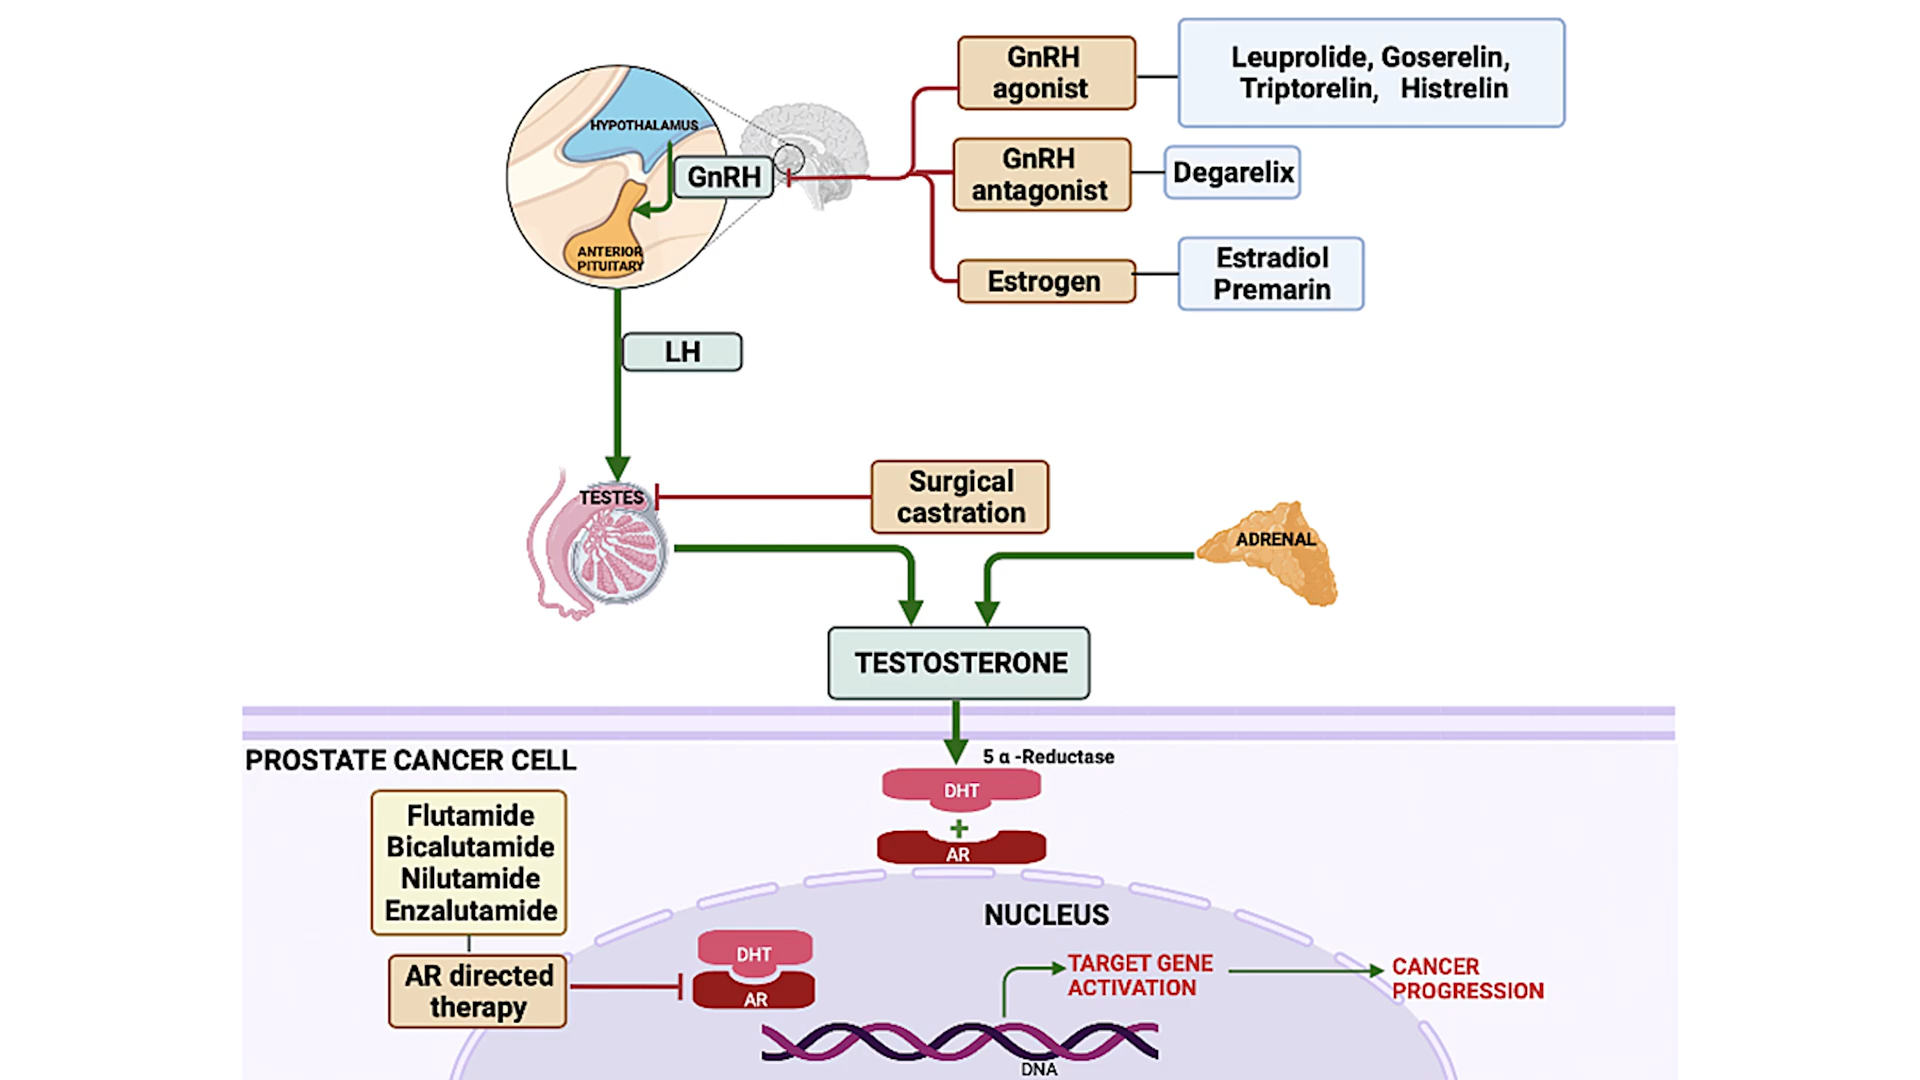 GnRH
agonist
Leuprolide, Goserelin,
Triptorelin, Histrelin
HYPOTHALAMUS
GnRH
GnRH
antagonist
Degarelix
ANTERIOR
PITUITARY
Estrogen
Estradiol
Premarin
LH
TESTES
Surgical
castration
ADRENAL
TESTOSTERONE
PROSTATE CANCER CELL
5 α -Reductase
DHT
+
AR
Flutamide
Bicalutamide
Nilutamide
Enzalutamide
NUCLEUS
AR directed
therapy
DHT
AR
TARGET GENE
ACTIVATION
CANCER
PROGRESSION
DNA